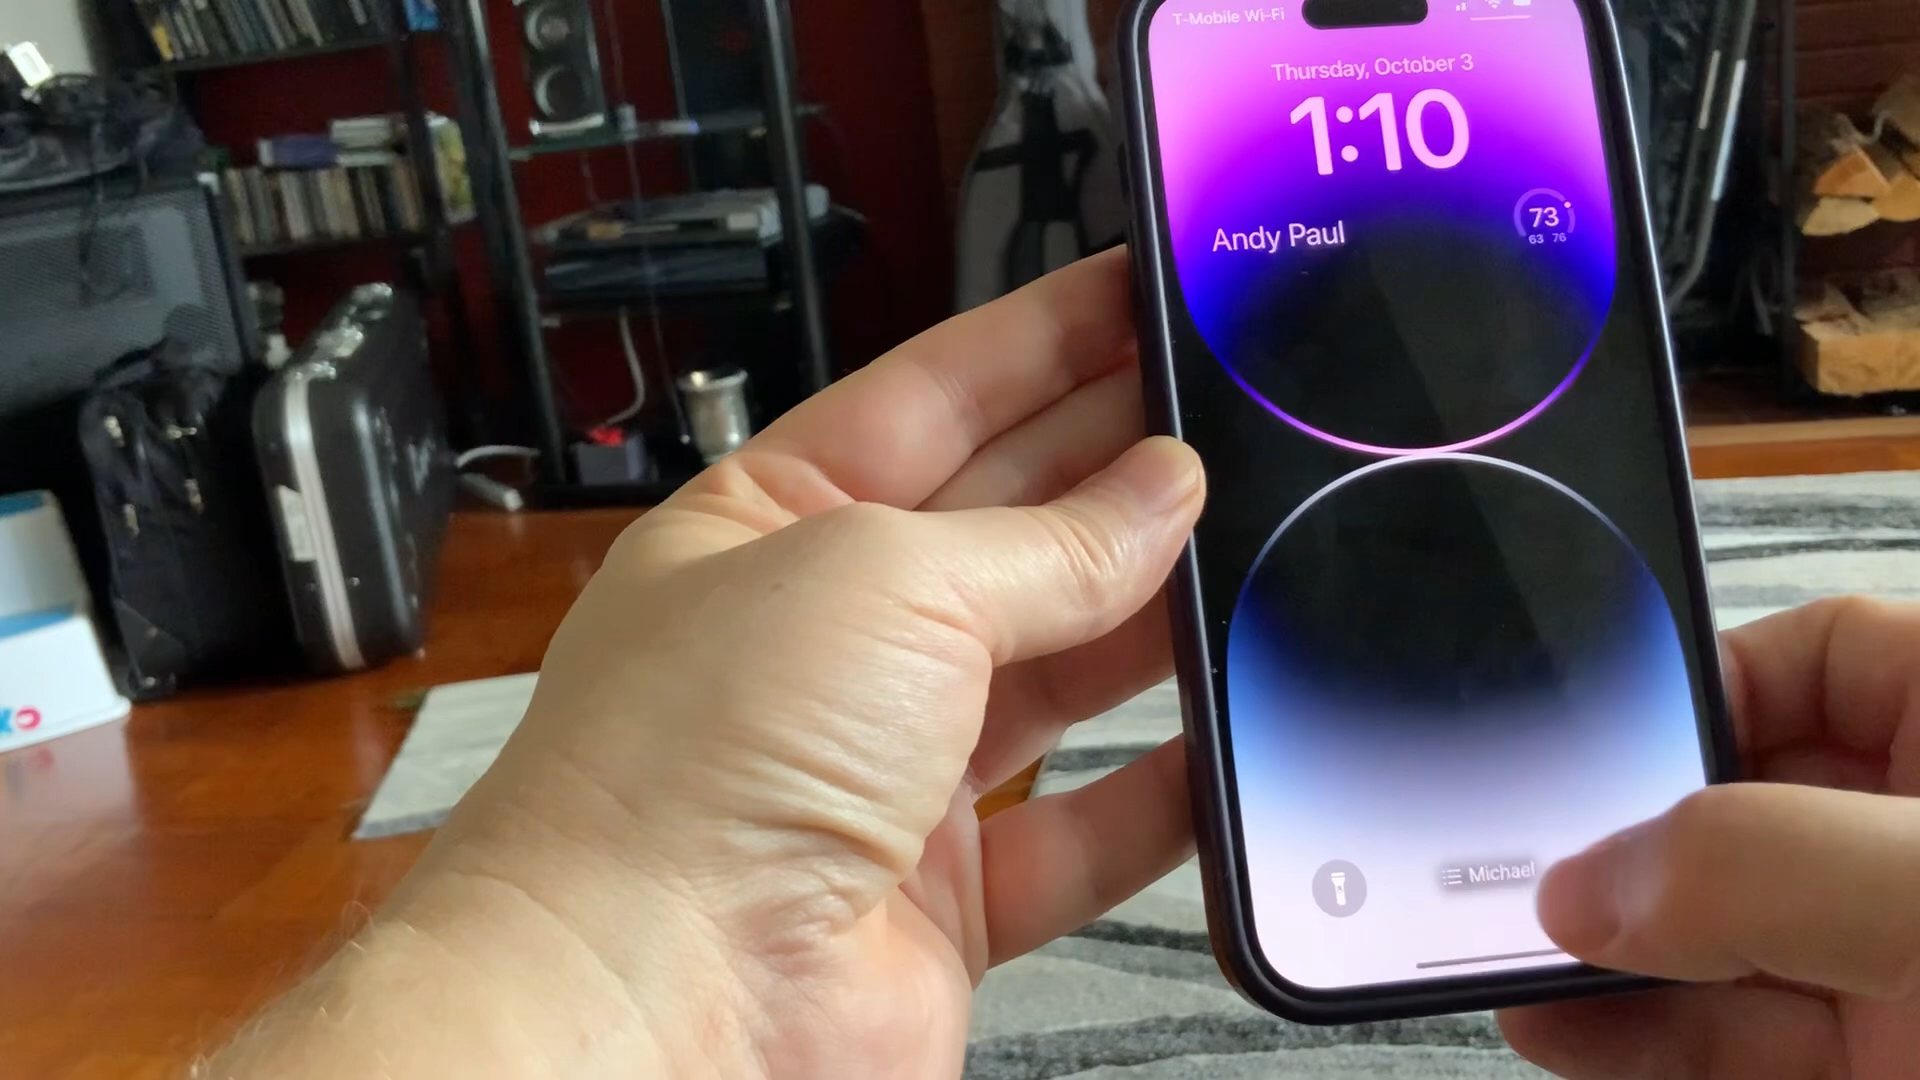 T-Mobile Wi-Fi
Thursday, October 3
1:10
Andy Paul
73
63 76
Michael